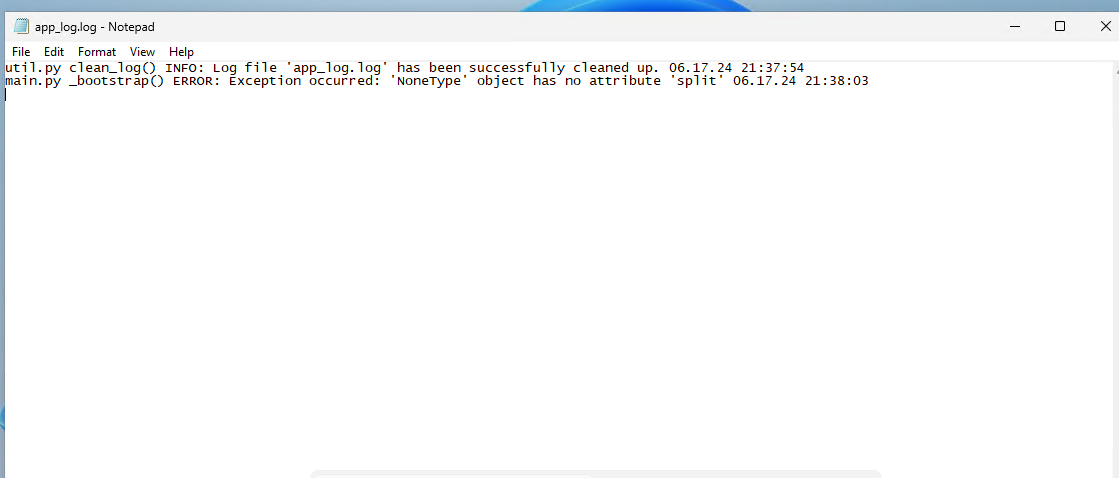 app_log.log - Notepad
File Edit Format View Help
util.py clean_log() INFO: Log file 'app_log.log' has been successfully cleaned up. 06.17.24 21:37:54
main.py _bootstrap() ERROR: Exception occurred: 'NoneType' object has no attribute 'split' 06.17.24 21:38:03